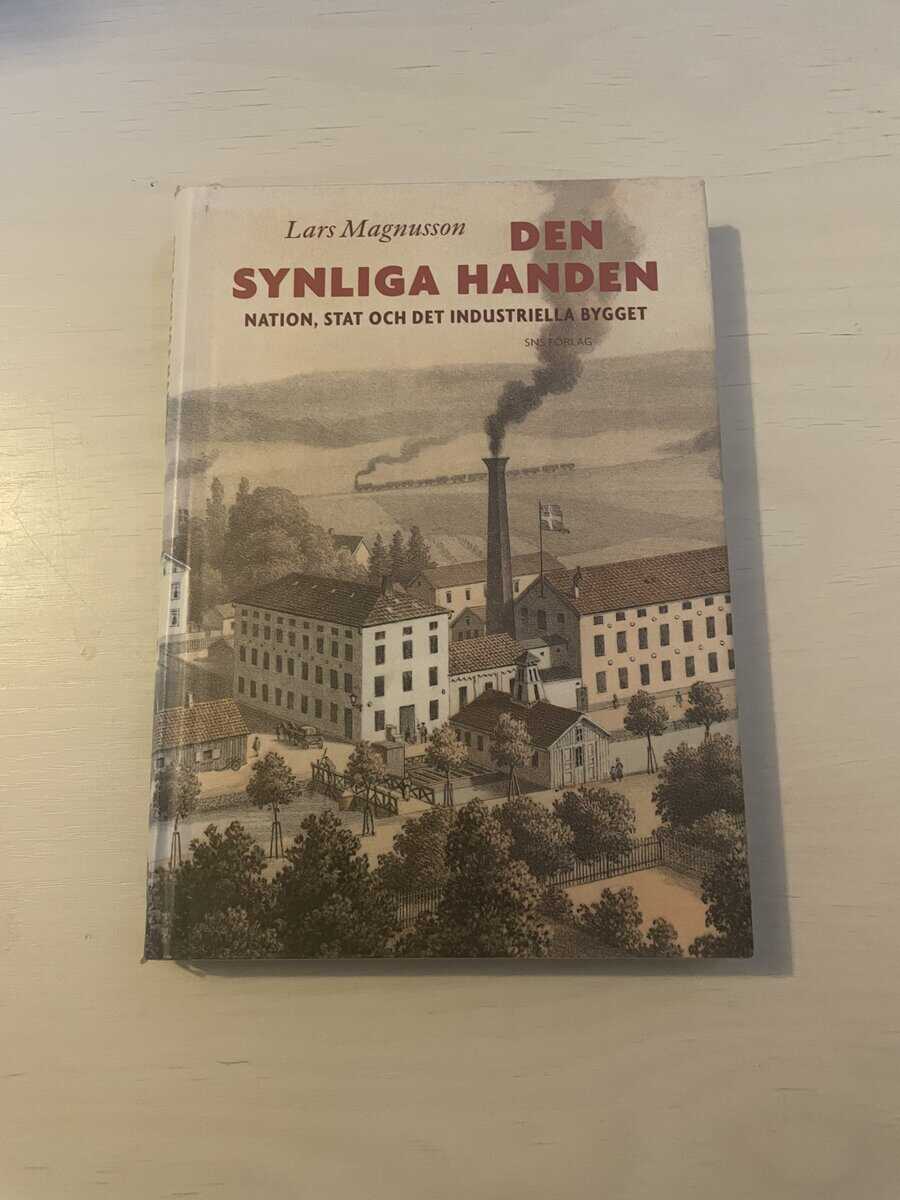 Lars Magnusson DEN
SYNLIGA HANDEN
NATION, STAT OCH DET INDUSTRIELLA BYGGET
SNS FÖRLAG